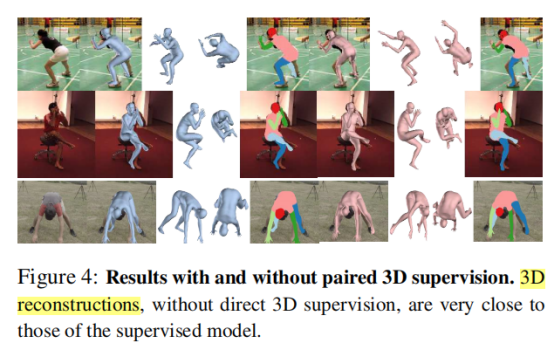 Figure 4: Results with and without paired 3D supervision. 3D
reconstructions, without direct 3D supervision, are very close to
those of the supervised model.